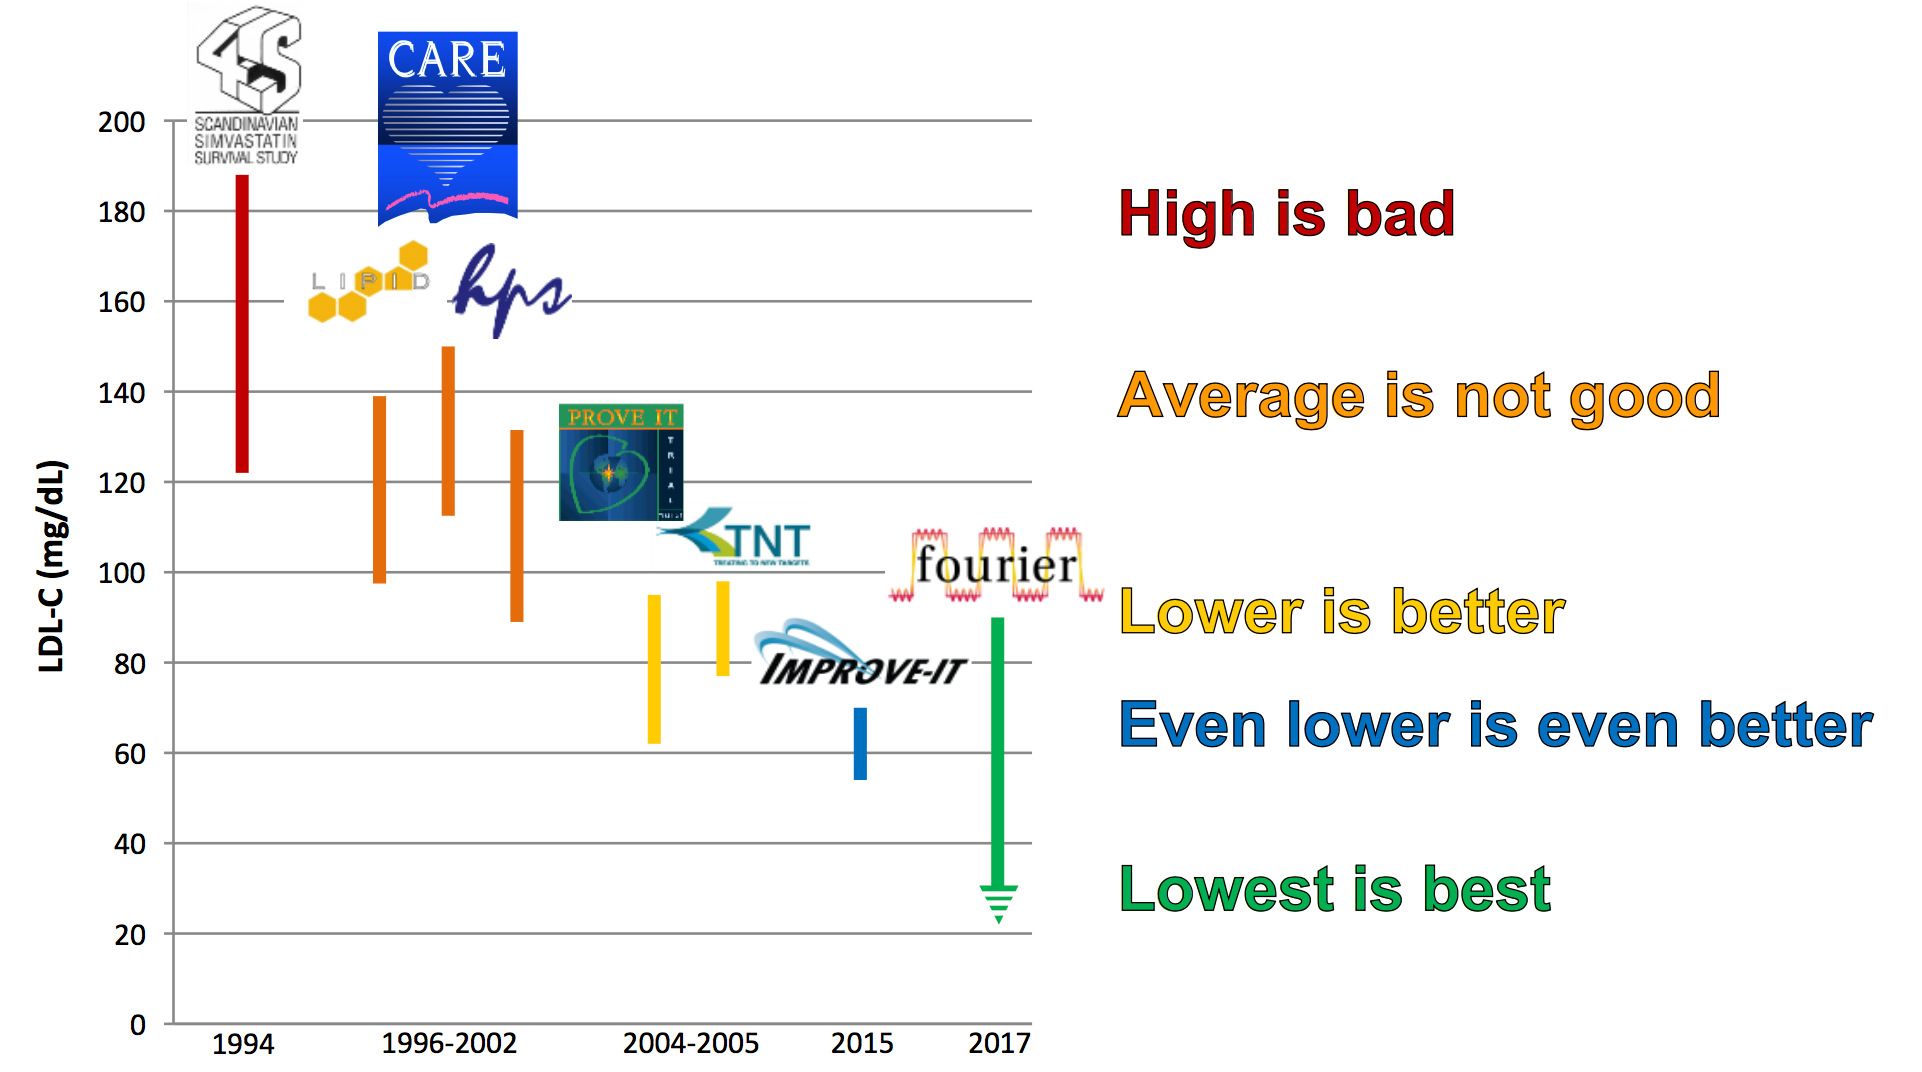 4S
SCANDINAVIAN
SIMVASTATIN
SURVIVAL STUDY
CARE
LIPID
hps
PROVE IT
TRIAL
TNT
TREATING TO NEW TARGETS
IMPROVE-IT
fourier
LDL-C (mg/dL)
200
180
160
140
120
100
80
60
40
20
0
1994
1996-2002
2004-2005
2015
2017
High is bad
Average is not good
Lower is better
Even lower is even better
Lowest is best